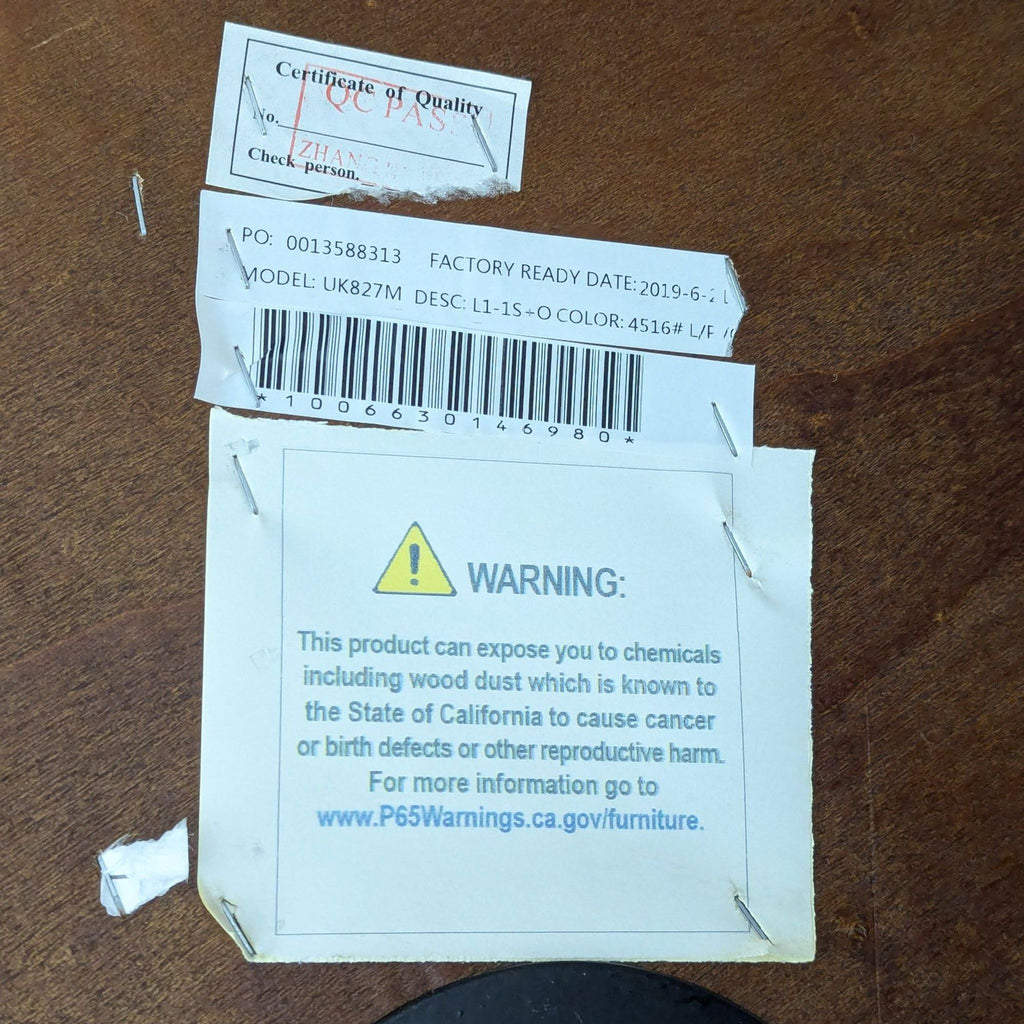 Certificate of Quality
QC PASS
No.
ZHANG
Check person.
PO: 0013588313 FACTORY READY DATE:2019-6-2
MODEL: UK827M DESC: L1-1S+O COLOR: 4516# L/F
*100663014698​0*
WARNING:
This product can expose you to chemicals
including wood dust which is known to
the State of California to cause cancer
or birth defects or other reproductive harm.
For more information go to
www.P65Warnings.ca.gov/furniture.